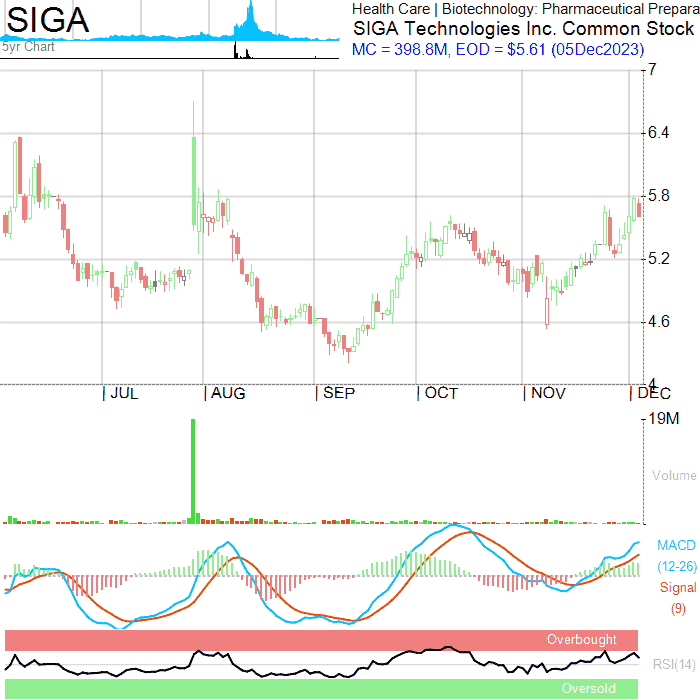 SIGA
5yr Chart
Health Care | Biotechnology: Pharmaceutical Prepara
SIGA Technologies Inc. Common Stock
MC = 398.8M, EOD = $5.61 (05Dec2023)
7
6.4
5.8
5.2
4.6
4
| JUL | AUG | SEP | OCT | NOV | DEC
19M
Volume
MACD
(12-26)
Signal
(9)
Overbought
RSI(14)
Oversold